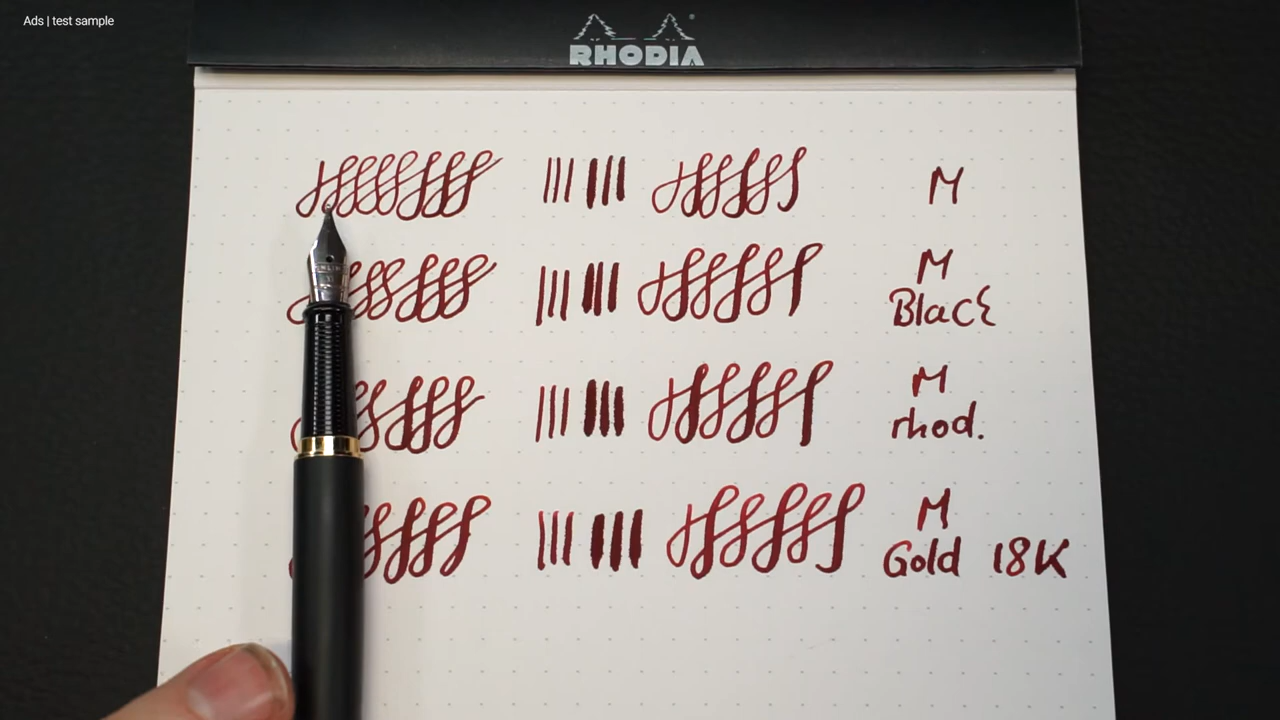 Ads | test sample
RHODIA
M
M
Black
M
rhod.
M
Gold 18K